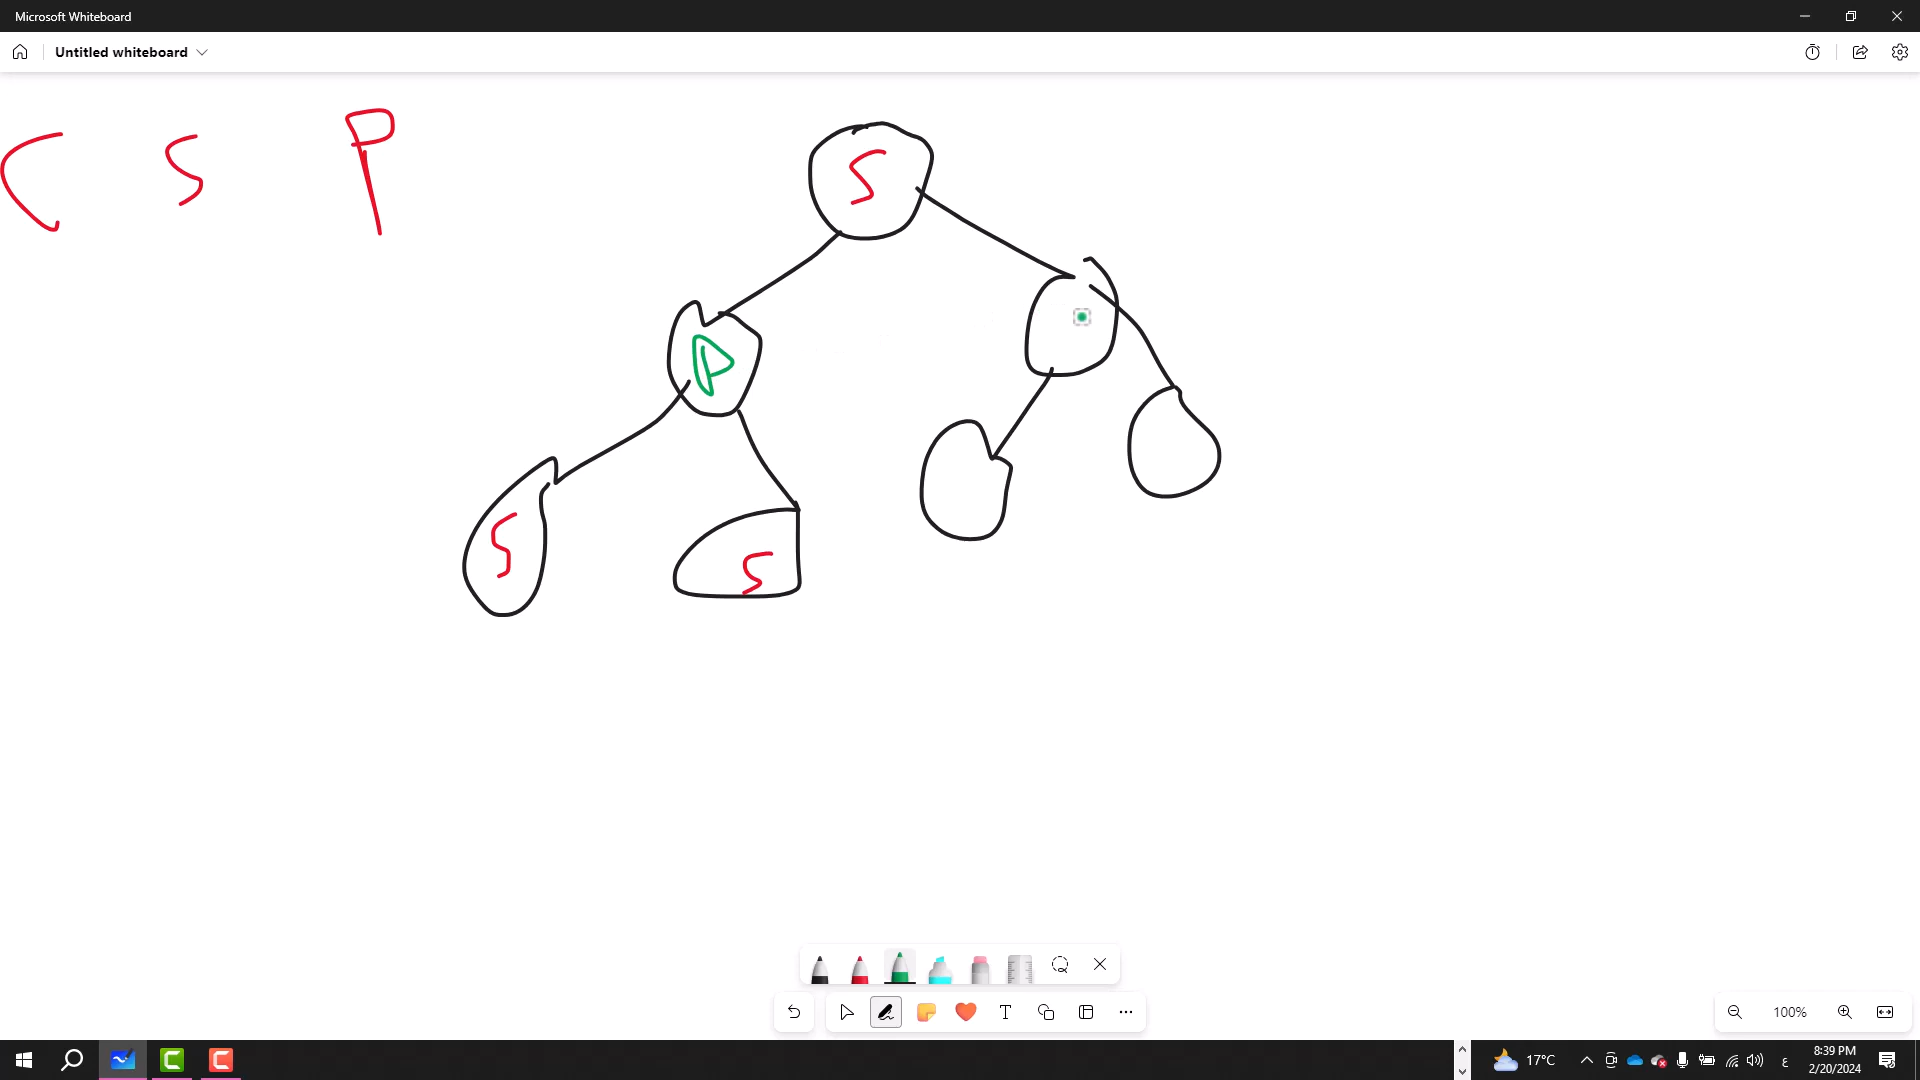 Microsoft Whiteboard
Untitled whiteboard
C S P
S
P
S
S
100%
17°C
ع
8:39 PM
2/20/2024